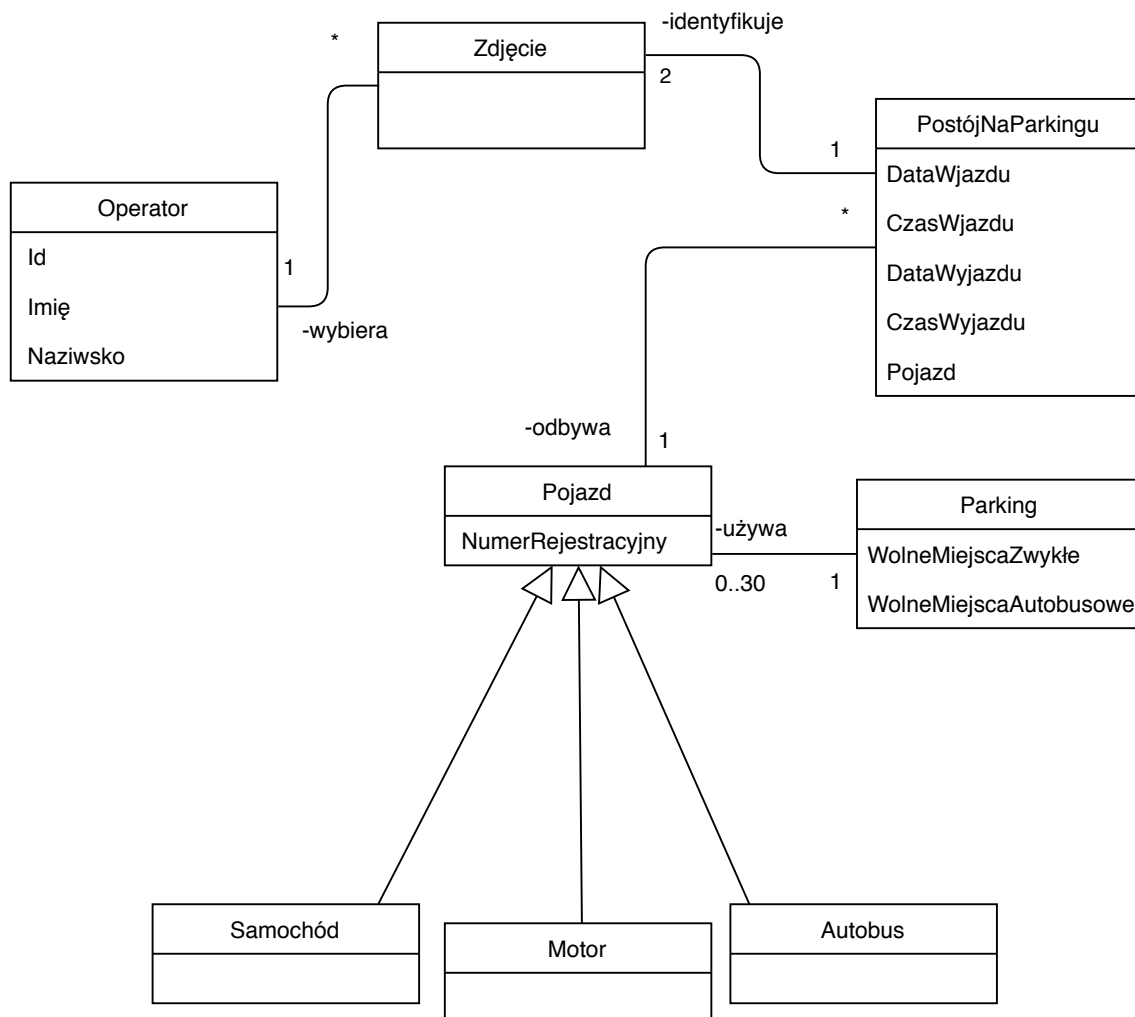 -identyfikuje
*
Zdjęcie
2
PostójNaParkingu
1
DataWjazdu
CzasWjazdu
DataWyjazdu
CzasWyjazdu
Pojazd
*
Operator
Id
Imię
Naziwsko
1
-wybiera
-odbywa
1
Pojazd
NumerRejestracyjny
-używa
0..30
1
Parking
WolneMiejscaZwykłe
WolneMiejscaAutobusowe
Samochód
Motor
Autobus